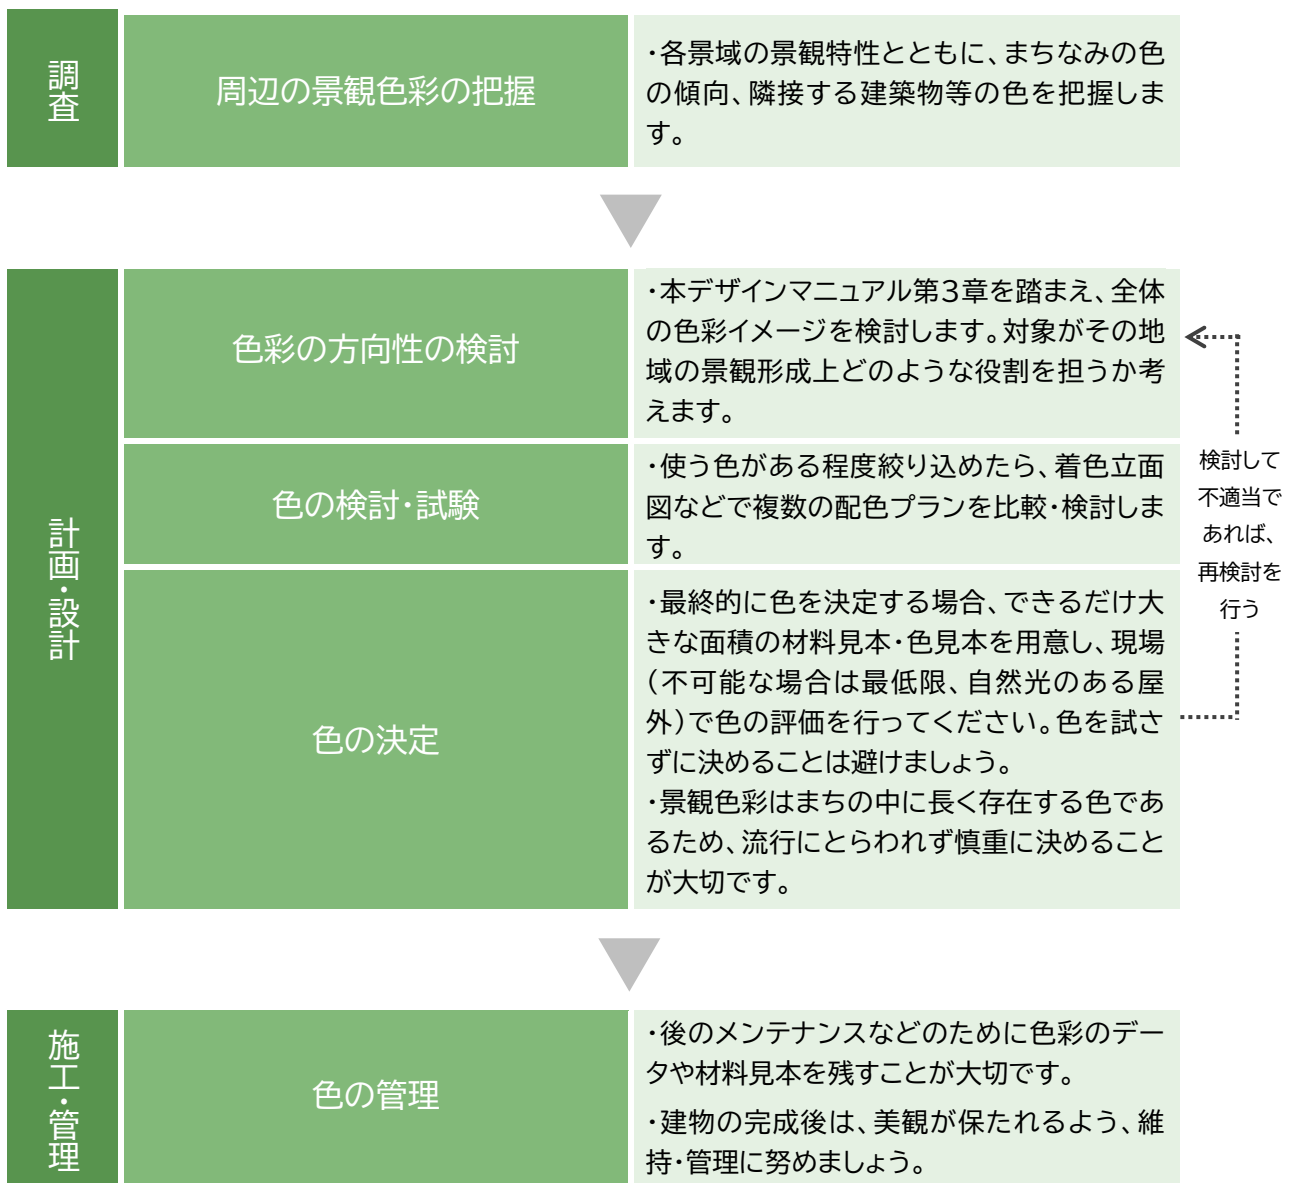 調査
周辺の景観色彩の把握
・各景域の景観特性とともに、まちなみの色
の傾向、隣接する建築物等の色を把握しま
す。
計画・設計
色彩の方向性の検討
・本デザインマニュアル第3章を踏まえ、全体
の色彩イメージを検討します。対象がその地
域の景観形成上どのような役割を担うか考
えます。
色の検討・試験
・使う色がある程度絞り込めたら、着色立面
図などで複数の配色プランを比較・検討しま
す。
色の決定
・最終的に色を決定する場合、できるだけ大
きな面積の材料見本・色見本を用意し、現場
(不可能な場合は最低限、自然光のある屋
外)で色の評価を行ってください。色を試さ
ずに決めることは避けましょう。
・景観色彩はまちの中に長く存在する色であ
るため、流行にとらわれず慎重に決めること
が大切です。
検討して
不適当で
あれば、
再検討を
行う
施工・管理
色の管理
・後のメンテナンスなどのために色彩のデー
タや材料見本を残すことが大切です。
・建物の完成後は、美観が保たれるよう、維
持・管理に努めましょう。